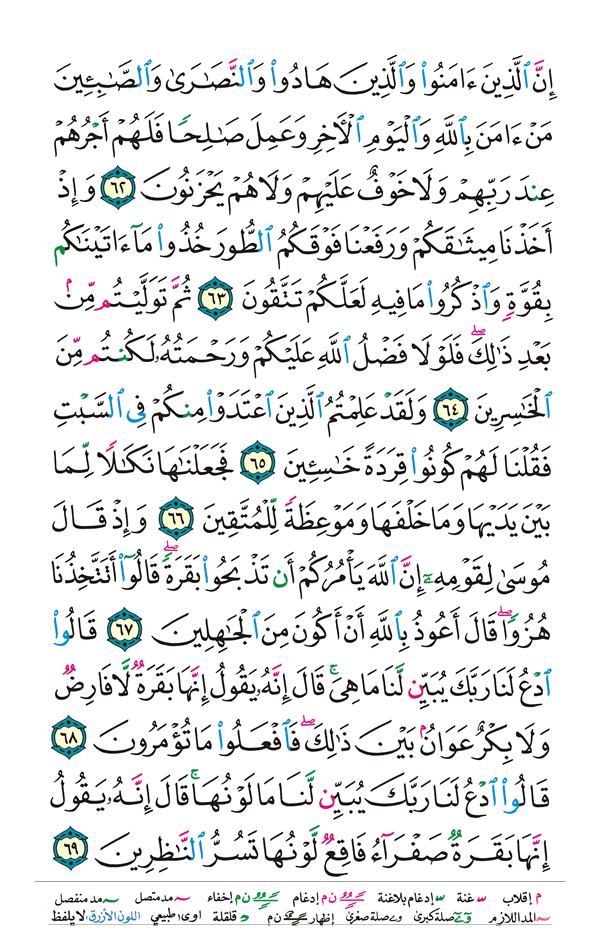 إِنَّ ٱلَّذِينَ ءَامَنُوا۟ وَٱلَّذِينَ هَادُوا۟ وَٱلنَّصَٰرَىٰ وَٱلصَّٰبِـِٔينَ
مَنْ ءَامَنَ بِٱللَّهِ وَٱلْيَوْمِ ٱلْءَاخِرِ وَعَمِلَ صَٰلِحًا فَلَهُمْ أَجْرُهُمْ
عِندَ رَبِّهِمْ وَلَا خَوْفٌ عَلَيْهِمْ وَلَا هُمْ يَحْزَنُونَ ٦٢ وَإِذْ
أَخَذْنَا مِيثَٰقَكُمْ وَرَفَعْنَا فَوْقَكُمُ ٱلطُّورَ خُذُوا۟ مَآ ءَاتَيْنَٰكُم
بِقُوَّةٍ وَٱذْكُرُوا۟ مَا فِيهِ لَعَلَّكُمْ تَتَّقُونَ ٦٣ ثُمَّ تَوَلَّيْتُم مِّنۢ
بَعْدِ ذَٰلِكَ ۖ فَلَوْلَا فَضْلُ ٱللَّهِ عَلَيْكُمْ وَرَحْمَتُهُۥ لَكُنتُم مِّنَ
ٱلْخَٰسِرِينَ ٦٤ وَلَقَدْ عَلِمْتُمُ ٱلَّذِينَ ٱعْتَدَوْا۟ مِنكُمْ فِى ٱلسَّبْتِ
فَقُلْنَا لَهُمْ كُونُوا۟ قِرَدَةً خَٰسِـِٔينَ ٦٥ فَجَعَلْنَٰهَا نَكَٰلًا لِّمَا
بَيْنَ يَدَيْهَا وَمَا خَلْفَهَا وَمَوْعِظَةً لِّلْمُتَّقِينَ ٦٦ وَإِذْ قَالَ
مُوسَىٰ لِقَوْمِهِۦٓ إِنَّ ٱللَّهَ يَأْمُرُكُمْ أَن تَذْبَحُوا۟ بَقَرَةً ۖ قَالُوٓا۟ أَتَتَّخِذُنَا
هُزُوًا ۖ قَالَ أَعُوذُ بِٱللَّهِ أَنْ أَكُونَ مِنَ ٱلْجَٰهِلِينَ ٦٧ قَالُوا۟
ٱدْعُ لَنَا رَبَّكَ يُبَيِّن لَّنَا مَا هِىَ ۚ قَالَ إِنَّهُۥ يَقُولُ إِنَّهَا بَقَرَةٌ لَّا فَارِضٌ
وَلَا بِكْرٌ عَوَانٌۢ بَيْنَ ذَٰلِكَ ۖ فَٱفْعَلُوا۟ مَا تُؤْمَرُونَ ٦٨
قَالُوا۟ ٱدْعُ لَنَا رَبَّكَ يُبَيِّن لَّنَا مَا لَوْنُهَا ۚ قَالَ إِنَّهُۥ يَقُولُ
إِنَّهَا بَقَرَةٌ صَفْرَآءُ فَاقِعٌ لَّوْنُهَا تَسُرُّ ٱلنَّٰظِرِينَ ٦٩
م إقلاب غنة إدغام بلاغنة ن م إدغام ن م إخفاء مد متصل مد منفصل
المد اللازم صلة كبرى صلة صغرى إظهار ن م قلقلة اوى طبيعي اللون الأزرق: لا يلفظ